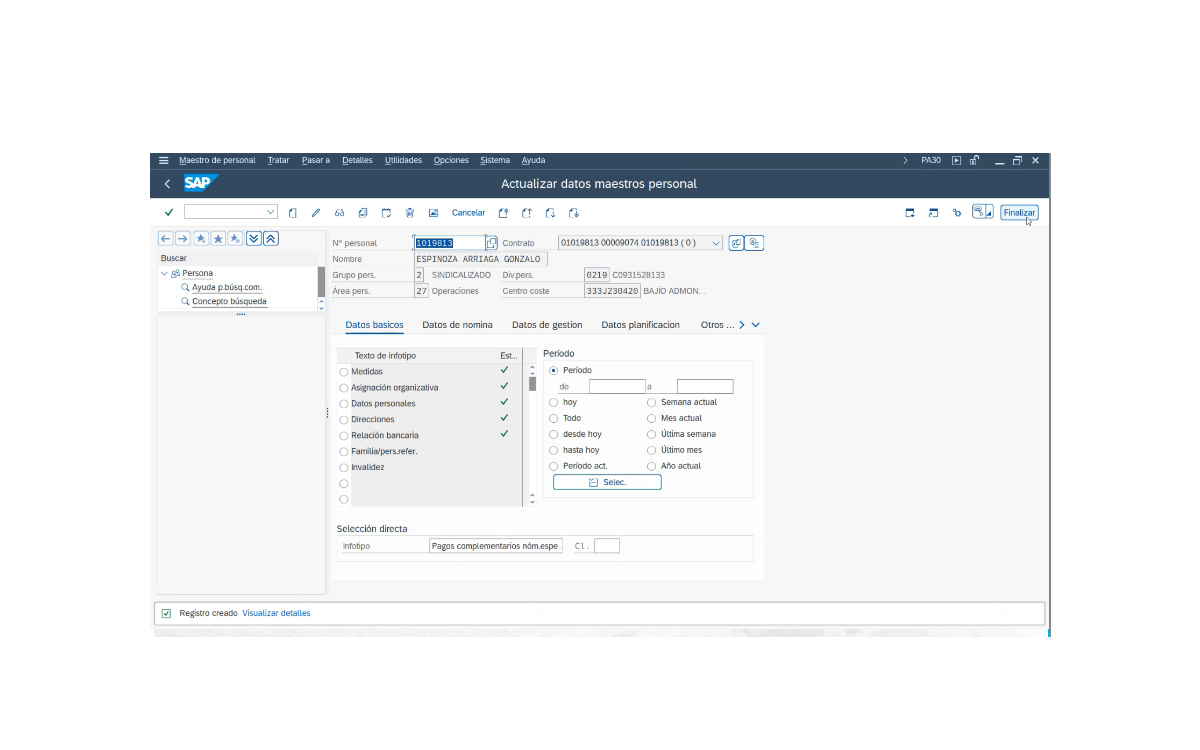 Maestro de personal Tratar Pasar a Detalles Utilidades Opciones Sistema Ayuda PA30
SAP Actualizar datos maestros personal
Cancelar Finalizar
Nº personal 1019813 Contrato 01019813 00009074 01019813 ( 0 )
Buscar Nombre ESPINOZA ARRIAGA GONZALO
Persona Grupo pers. 2 SINDICALIZADO Div.pers. 0219 C0931528133
Ayuda p.búsq.com. Área pers. 27 Operaciones Centro coste 333J230420 BAJÍO ADMON. ..
Concepto búsqueda
Datos basicos Datos de nomina Datos de gestion Datos planificacion Otros ...
Texto de infotipo Est... Período
Medidas Período
Asignación organizativa de a
Datos personales hoy Semana actual
Direcciones Todo Mes actual
Relación bancaria desde hoy Última semana
Familia/pers.refer. hasta hoy Último mes
Invalidez Período act. Año actual
Selec.
Selección directa
Infotipo Pagos complementarios nóm.espe Cl.
Registro creado Visualizar detalles